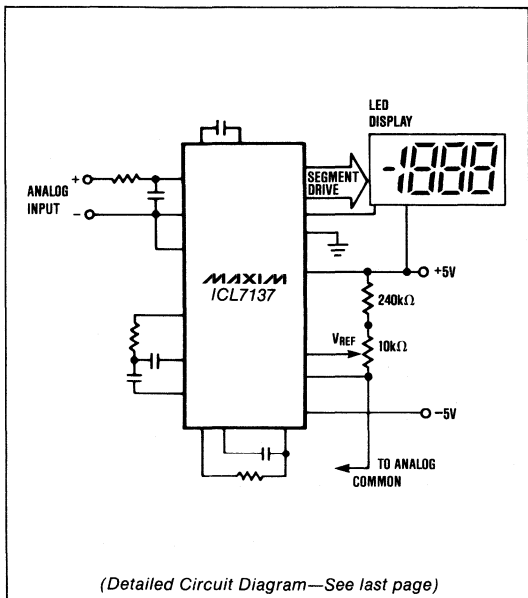 LED
DISPLAY
-1888
+
ANALOG
INPUT
-
SEGMENT
DRIVE
MAXIM
ICL7137
+5V
240kΩ
VREF
10kΩ
-5V
TO ANALOG
COMMON
(Detailed Circuit Diagram—See last page)